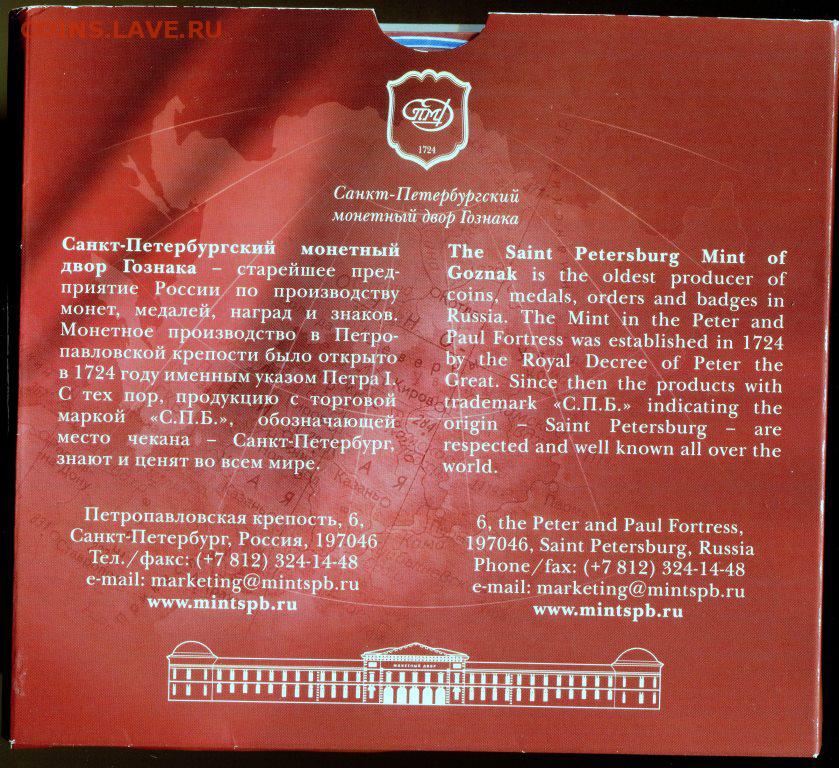 COINS.LAVE.RU
СПМД
1724
Санкт-Петербургский
монетный двор Гознака
Санкт-Петербургский монетный
двор Гознака – старейшее пред-
приятие России по производству
монет, медалей, наград и знаков.
Монетное производство в Петро-
павловской крепости было открыто
в 1724 году именным указом Петра I.
С тех пор, продукцию с торговой
маркой «С.П.Б.», обозначающей
место чекана – Санкт-Петербург,
знают и ценят во всем мире.
The Saint Petersburg Mint of
Goznak is the oldest producer of
coins, medals, orders and badges in
Russia. The Mint in the Peter and
Paul Fortress was established in 1724
by the Royal Decree of Peter the
Great. Since then the products with
trademark «С.П.Б.» indicating the
origin – Saint Petersburg – are
respected and well known all over the
world.
Петропавловская крепость, 6,
Санкт-Петербург, Россия, 197046
Тел./факс: (+7 812) 324-14-48
e-mail: marketing@mintspb.ru
www.mintspb.ru
6, the Peter and Paul Fortress,
197046, Saint Petersburg, Russia
Phone/fax: (+7 812) 324-14-48
e-mail: marketing@mintspb.ru
www.mintspb.ru
МОНЕТНЫЙ ДВОР